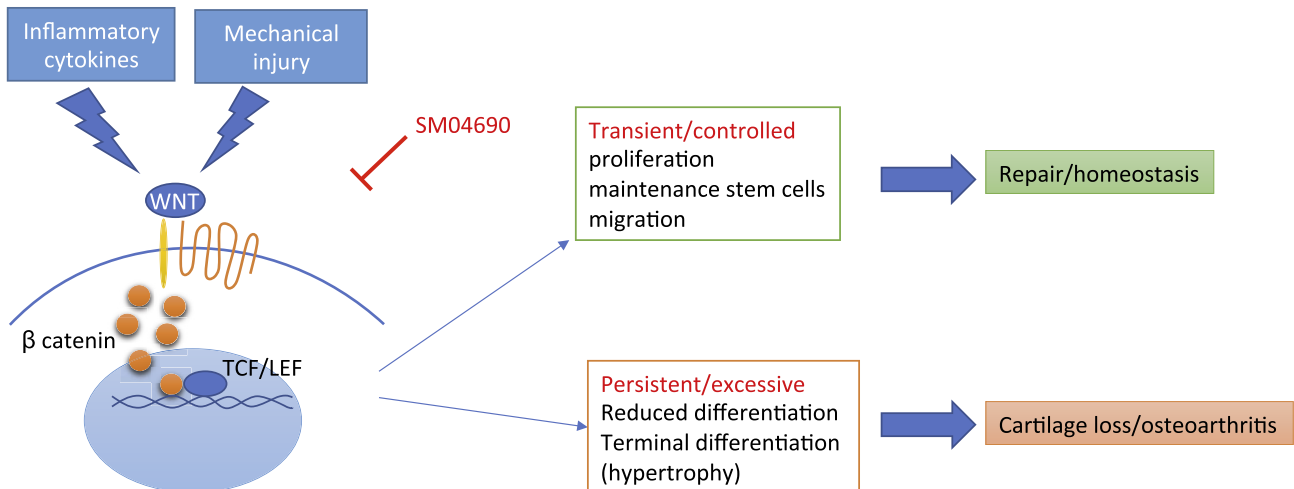 Inflammatory
cytokines
Mechanical
injury
SM04690
WNT
β catenin
TCF/LEF
Transient/controlled
proliferation
maintenance stem cells
migration
Repair/homeostasis
Persistent/excessive
Reduced differentiation
Terminal differentiation
(hypertrophy)
Cartilage loss/osteoarthritis